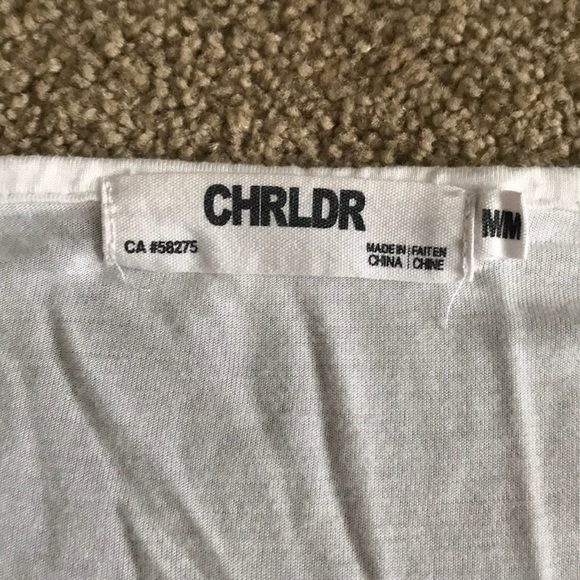 CHRLDR
CA #58275
MADE IN | FAIT EN
CHINA | CHINE
M/M